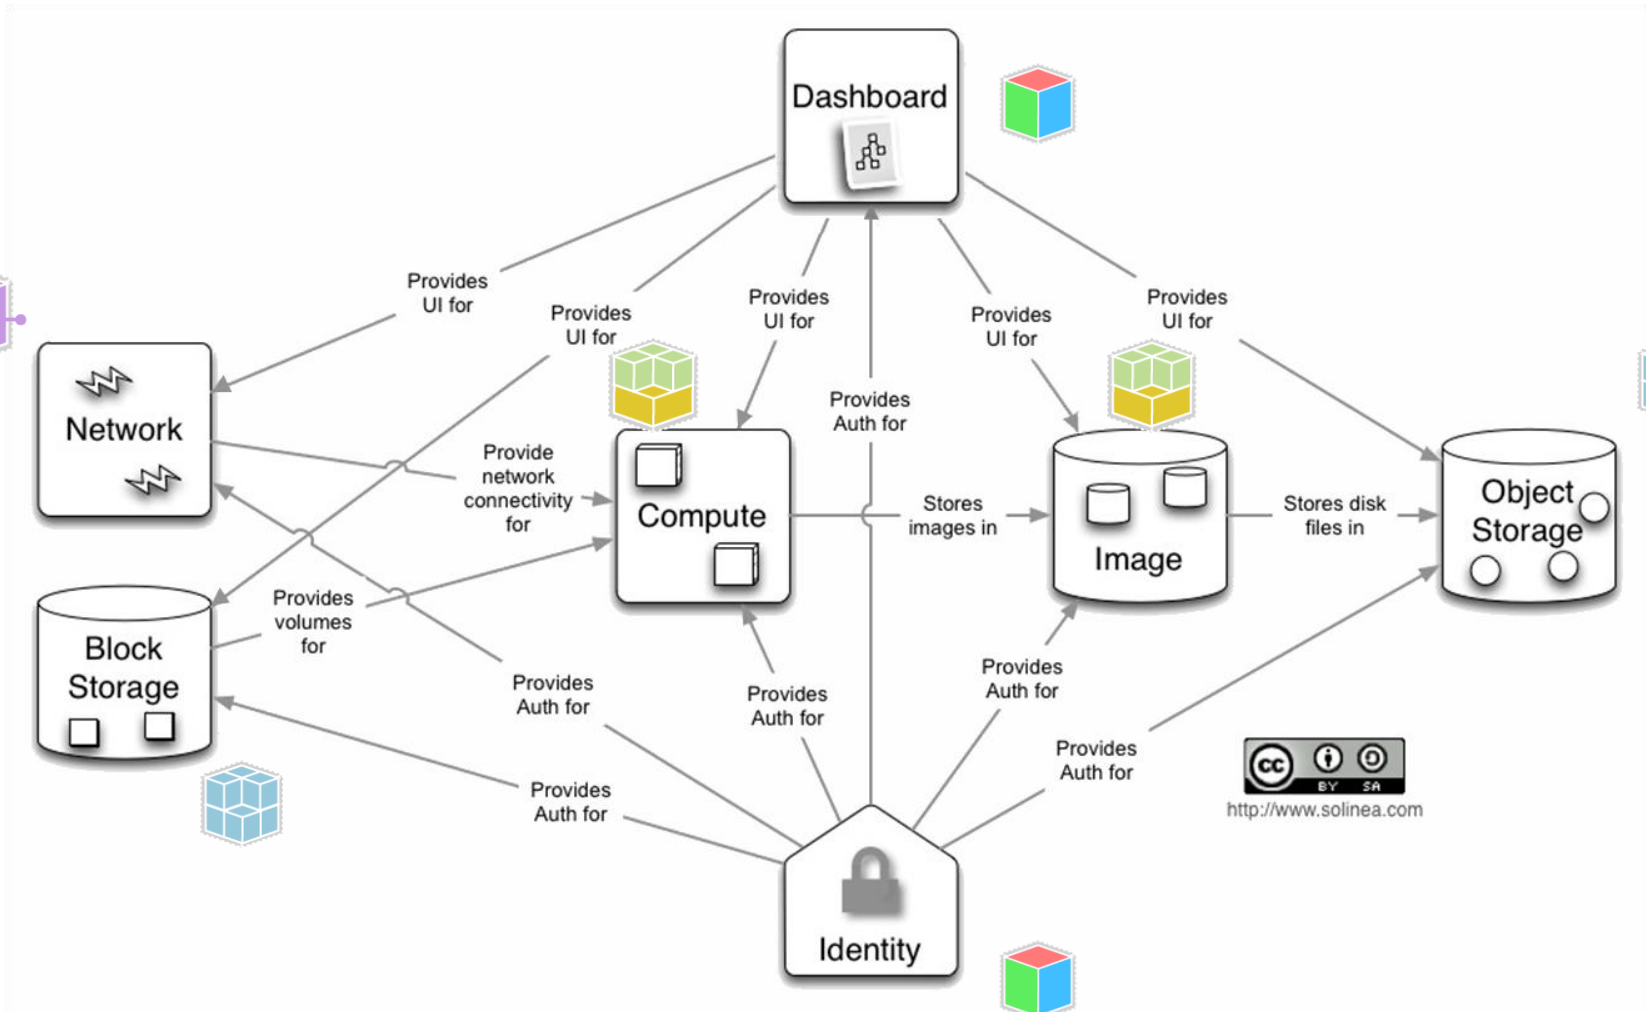 Dashboard
Provides
UI for
Provides
UI for
Provides
UI for
Provides
UI for
Provides
UI for
Network
Provides
Auth for
Provide
network
connectivity
for
Compute
Stores
images in
Image
Stores disk
files in
Object
Storage
Block
Storage
Provides
volumes
for
Provides
Auth for
Provides
Auth for
Provides
Auth for
Provides
Auth for
Provides
Auth for
cc
BY SA
http://www.solinea.com
Identity